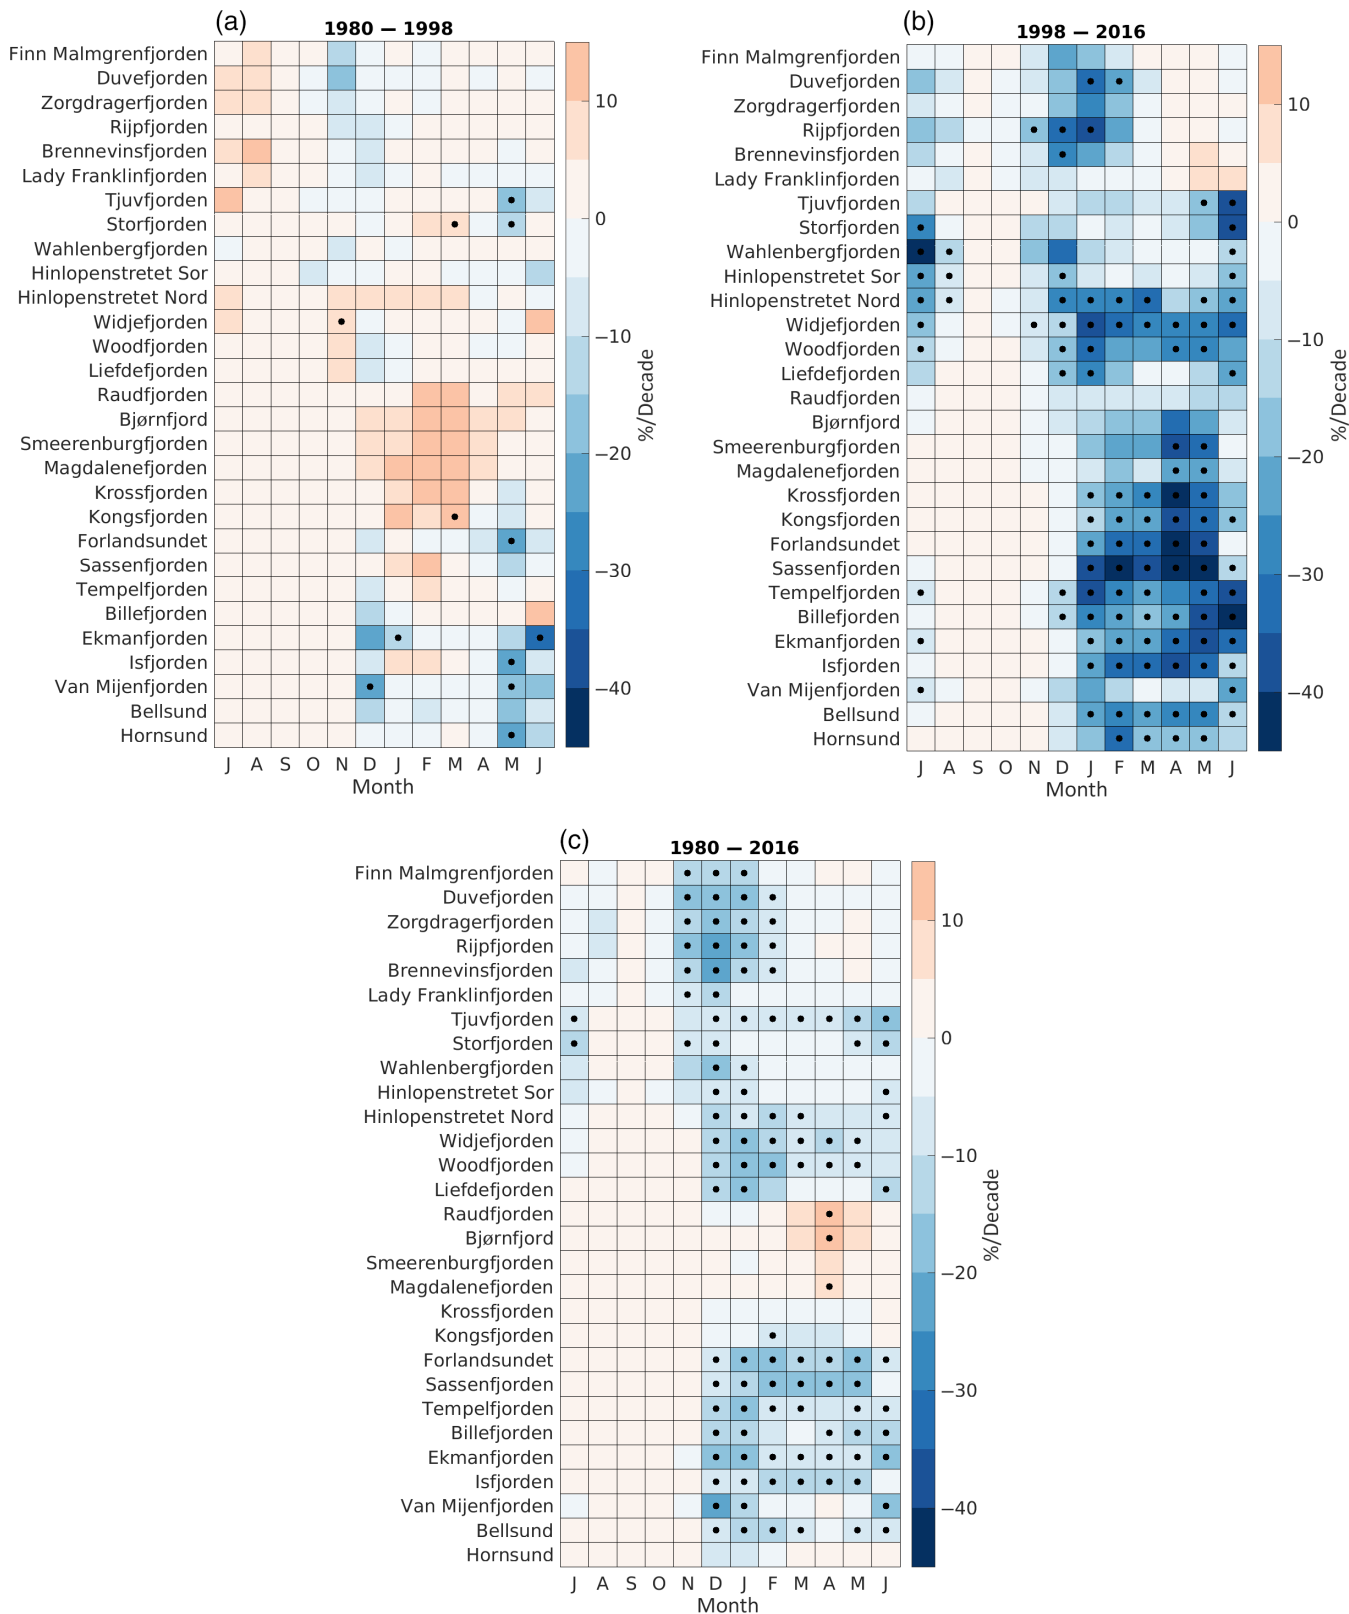 (a)
1980 − 1998
Finn Malmgrenfjorden
Duvefjorden
Zorgdragerfjorden
Rijpfjorden
Brennevinsfjorden
Lady Franklinfjorden
Tjuvfjorden
Storfjorden
Wahlenbergfjorden
Hinlopenstretet Sor
Hinlopenstretet Nord
Widjefjorden
Woodfjorden
Liefdefjorden
Raudfjorden
Bjørnfjord
Smeerenburgfjorden
Magdalenefjorden
Krossfjorden
Kongsfjorden
Forlandsundet
Sassenfjorden
Tempelfjorden
Billefjorden
Ekmanfjorden
Isfjorden
Van Mijenfjorden
Bellsund
Hornsund
J A S O N D J F M A M J
Month
10
0
−10
−20
−30
−40
%/Decade
(b)
1998 − 2016
Finn Malmgrenfjorden
Duvefjorden
Zorgdragerfjorden
Rijpfjorden
Brennevinsfjorden
Lady Franklinfjorden
Tjuvfjorden
Storfjorden
Wahlenbergfjorden
Hinlopenstretet Sor
Hinlopenstretet Nord
Widjefjorden
Woodfjorden
Liefdefjorden
Raudfjorden
Bjørnfjord
Smeerenburgfjorden
Magdalenefjorden
Krossfjorden
Kongsfjorden
Forlandsundet
Sassenfjorden
Tempelfjorden
Billefjorden
Ekmanfjorden
Isfjorden
Van Mijenfjorden
Bellsund
Hornsund
J A S O N D J F M A M J
Month
10
0
−10
−20
−30
−40
%/Decade
(c)
1980 − 2016
Finn Malmgrenfjorden
Duvefjorden
Zorgdragerfjorden
Rijpfjorden
Brennevinsfjorden
Lady Franklinfjorden
Tjuvfjorden
Storfjorden
Wahlenbergfjorden
Hinlopenstretet Sor
Hinlopenstretet Nord
Widjefjorden
Woodfjorden
Liefdefjorden
Raudfjorden
Bjørnfjord
Smeerenburgfjorden
Magdalenefjorden
Krossfjorden
Kongsfjorden
Forlandsundet
Sassenfjorden
Tempelfjorden
Billefjorden
Ekmanfjorden
Isfjorden
Van Mijenfjorden
Bellsund
Hornsund
J A S O N D J F M A M J
Month
10
0
−10
−20
−30
−40
%/Decade